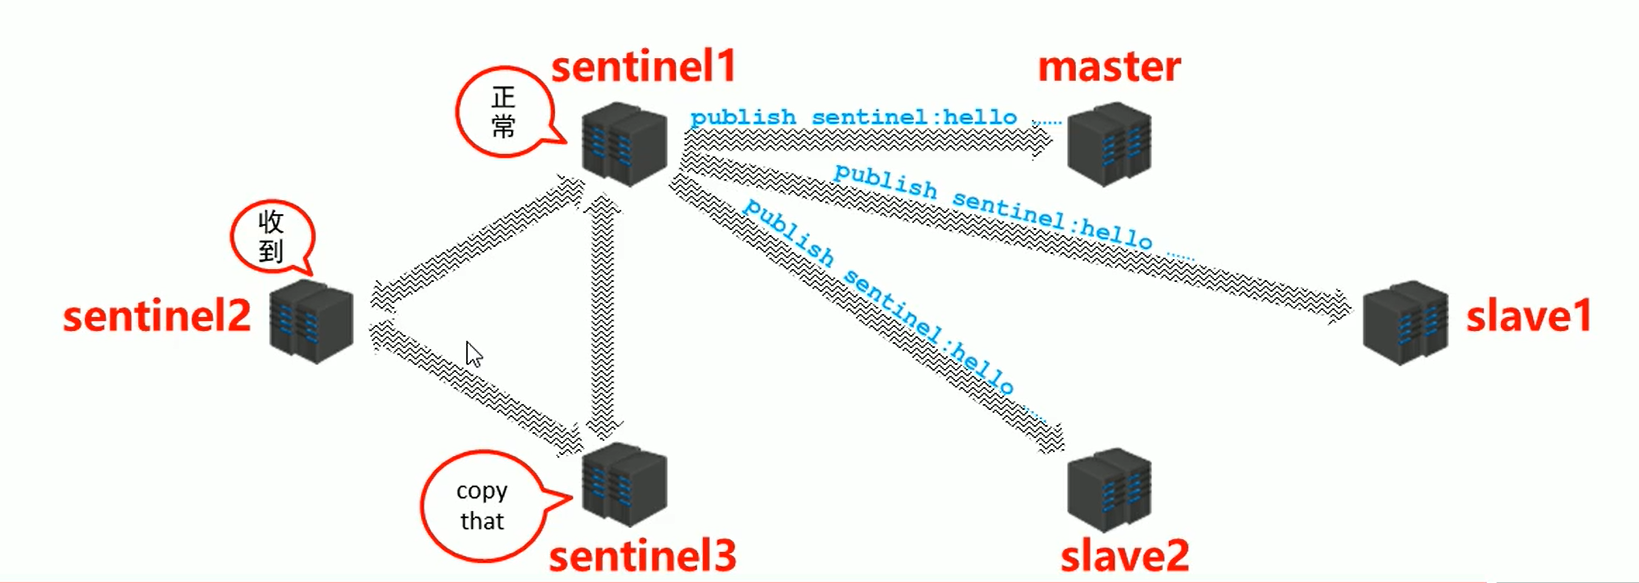 sentinel1
master
正
常
publish sentinel:hello ......
publish sentinel:hello ......
publish sentinel:hello ......
收
到
sentinel2
slave1
copy
that
sentinel3
slave2